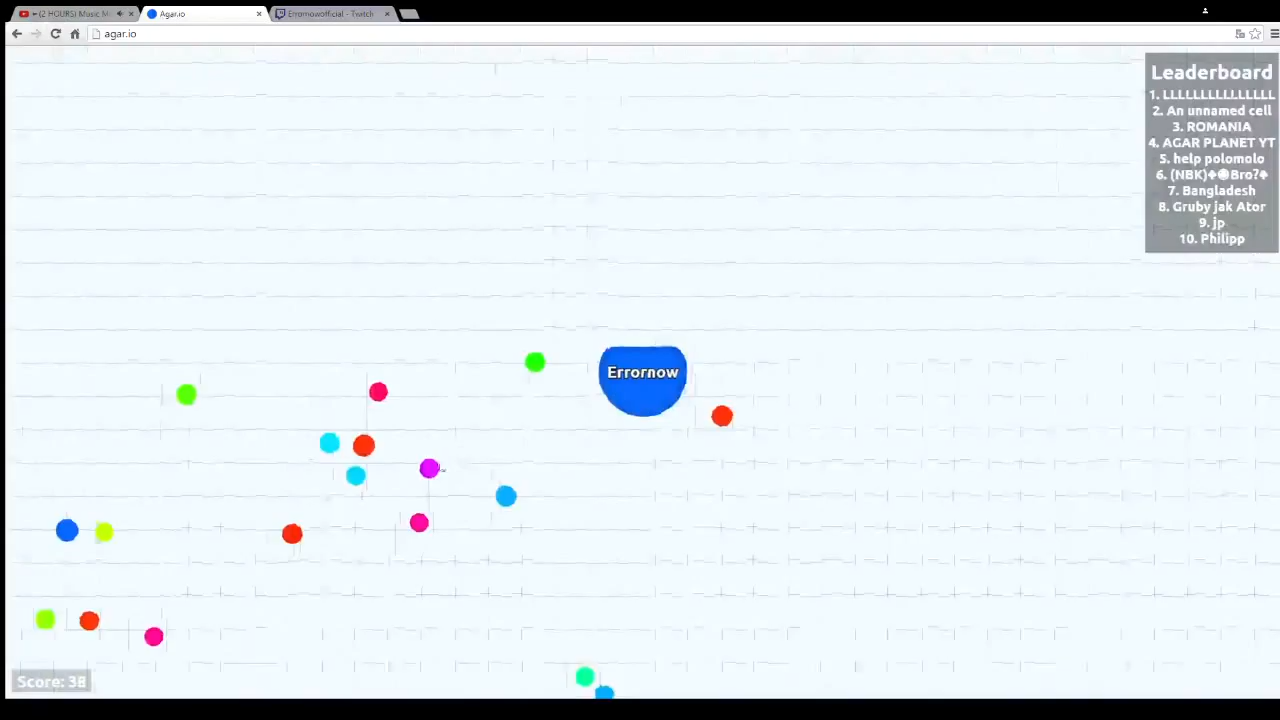 (2 HOURS) Music M
Agar.io
Errornowofficial - Twitch
agar.io
Leaderboard
1. LLLLLLLLLLLLLLLL
2. An unnamed cell
3. ROMANIA
4. AGAR PLANET YT
5. help polomolo
6. (NBK) Bro?
7. Bangladesh
8. Gruby jak Ator
9. jp
10. Philipp
Errornow
Score: 38